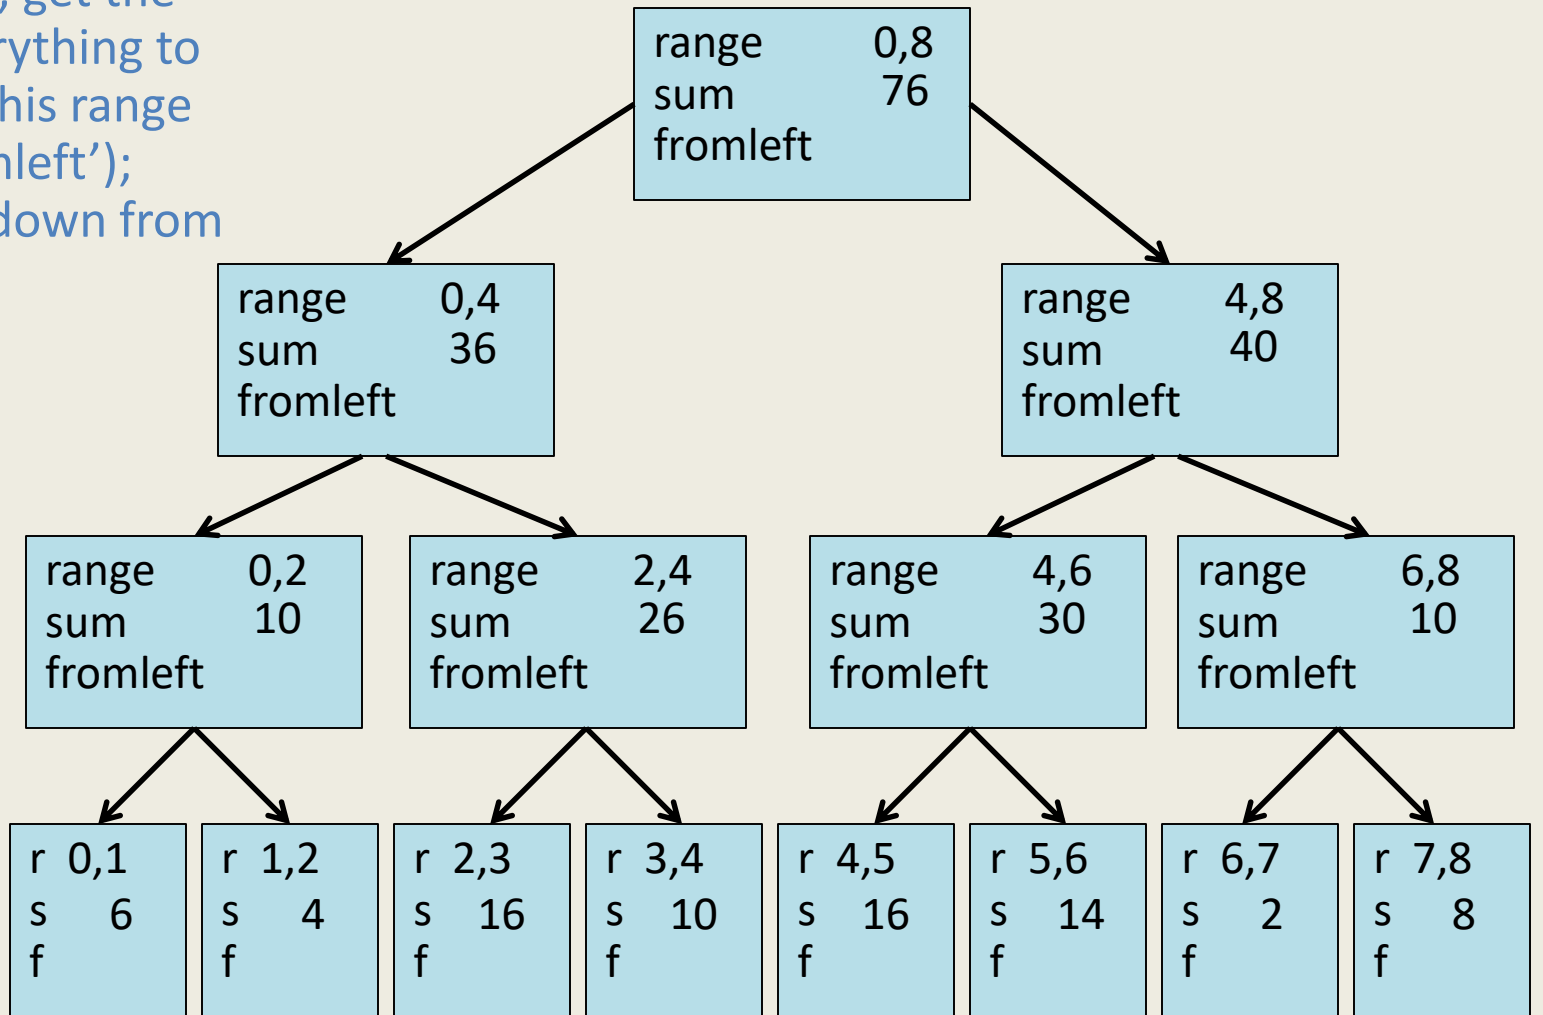 get the
rything to
his range
nleft’);
down from
range 0,8
sum 76
fromleft
range 0,4
sum 36
fromleft
range 4,8
sum 40
fromleft
range 0,2
sum 10
fromleft
range 2,4
sum 26
fromleft
range 4,6
sum 30
fromleft
range 6,8
sum 10
fromleft
r 0,1
s 6
f
r 1,2
s 4
f
r 2,3
s 16
f
r 3,4
s 10
f
r 4,5
s 16
f
r 5,6
s 14
f
r 6,7
s 2
f
r 7,8
s 8
f